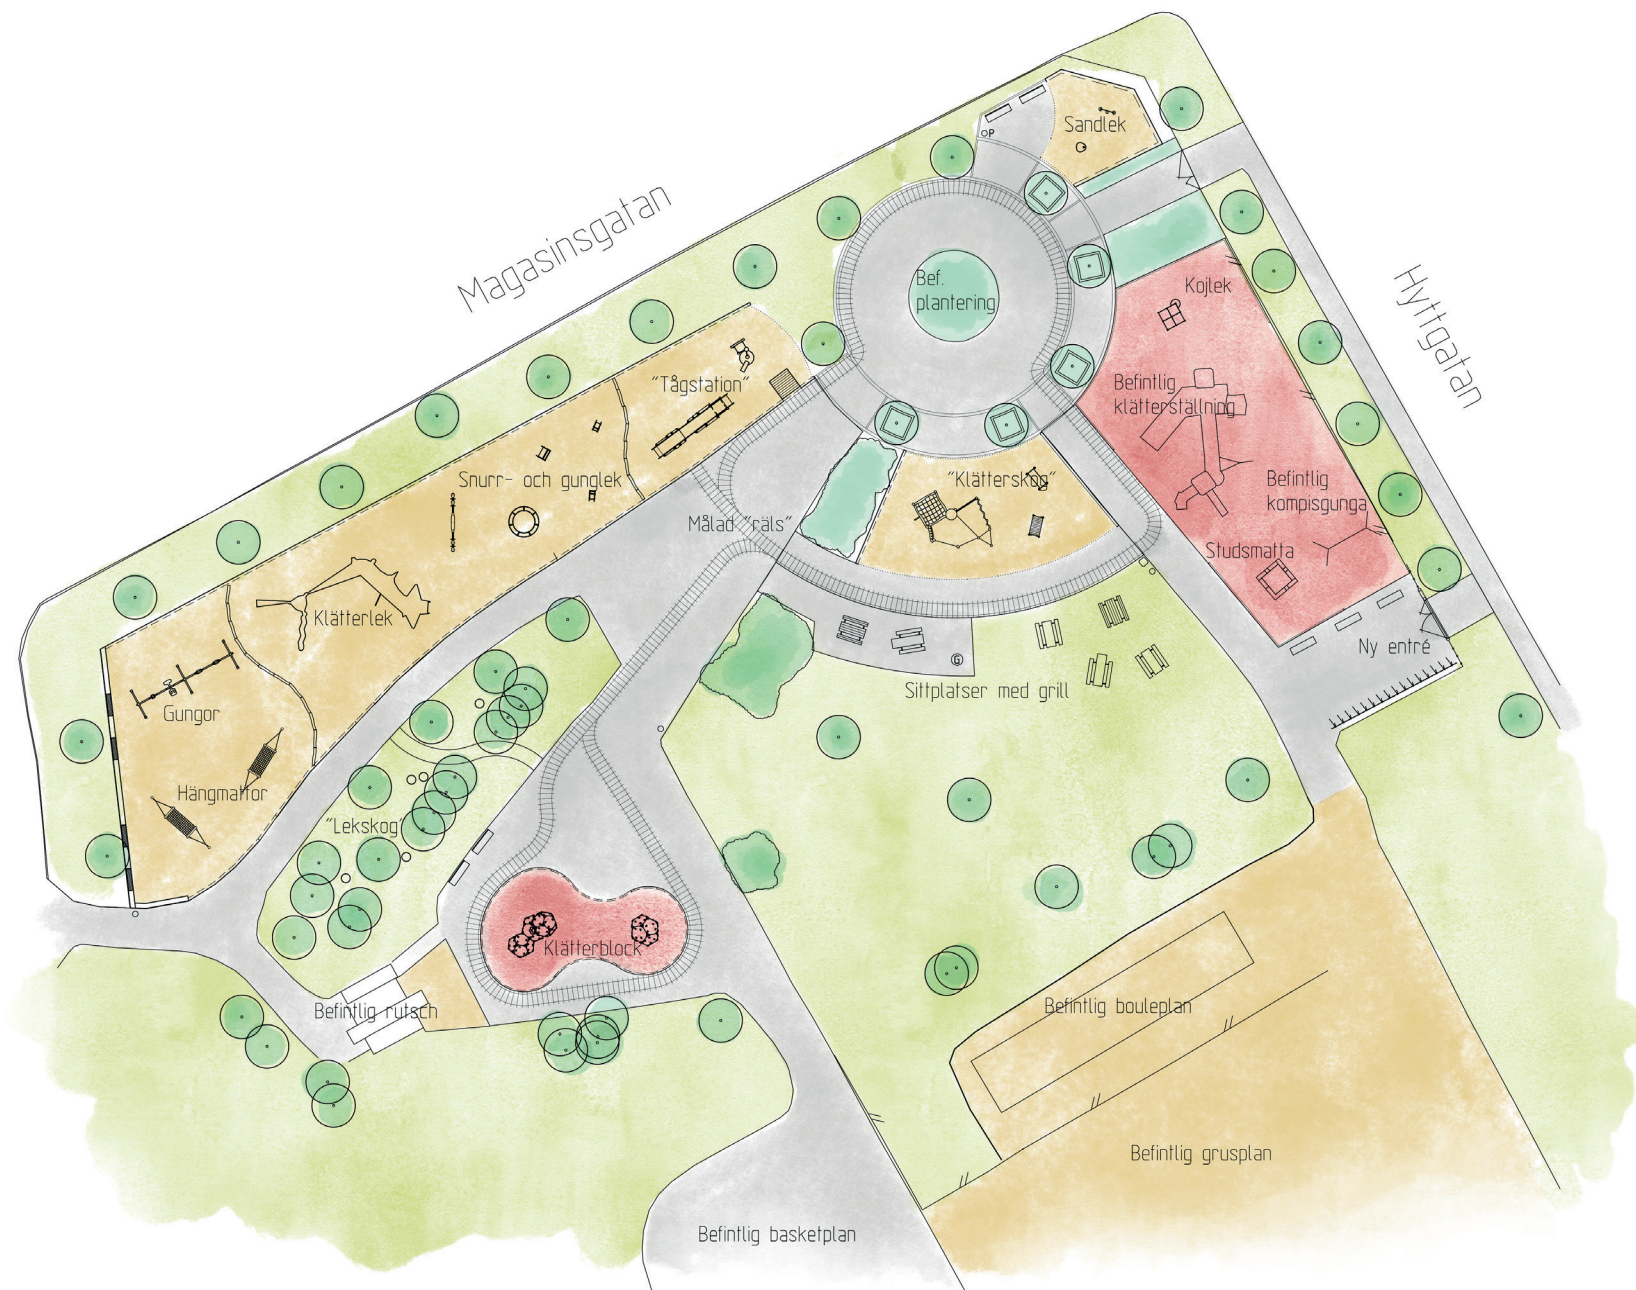 Sandlek
P
Magasinsgatan
Hyttgatan
Bef.
plantering
Kojlek
"Tågstation"
Befintlig
klätterställning
Snurr- och gunglek
"Klätterskog"
Befintlig
kompisgunga
Målad "räls"
Studsmatta
Klätterlek
Ny entré
G
Sittplatser med grill
Gungor
Hängmattor
"Lekskog"
Klätterblock
Befintlig rutsch
Befintlig bouleplan
Befintlig grusplan
Befintlig basketplan